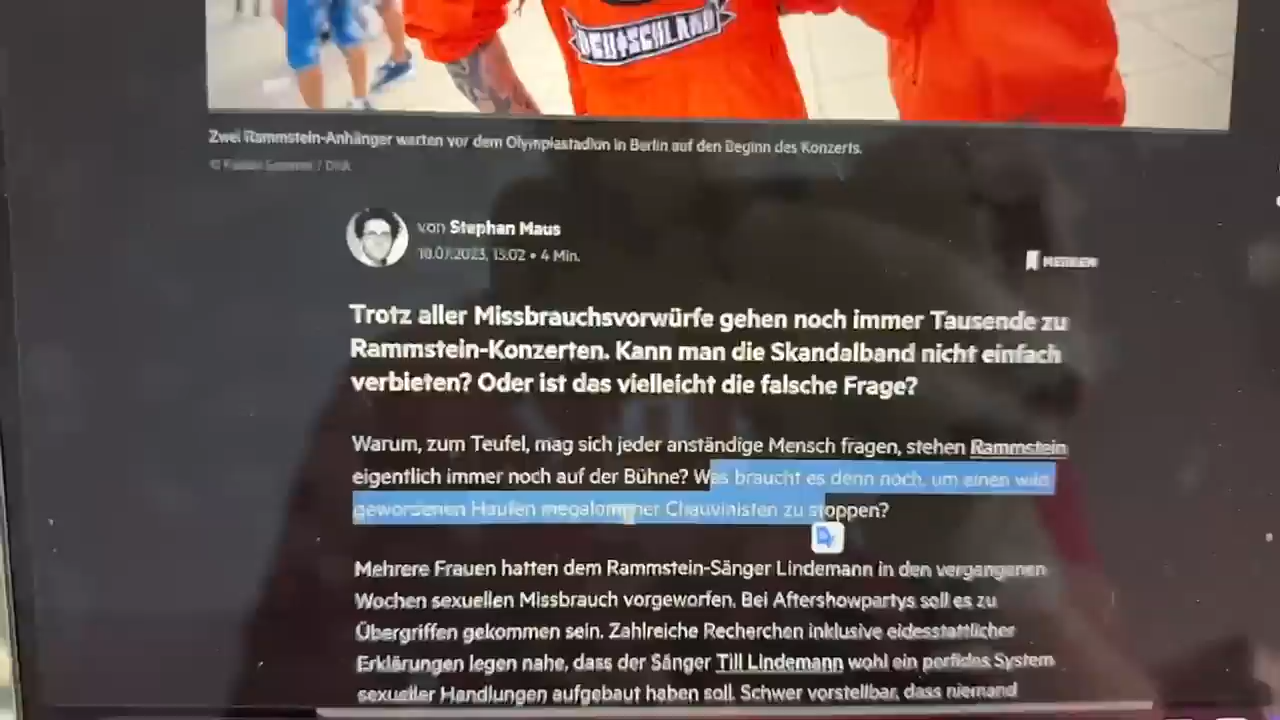 DEUTSCHLAND
Zwei Rammstein-Anhänger warten vor dem Olympiastadion in Berlin auf den Beginn des Konzerts.
von Stephan Maus
15:02 • 4 Min.
MERKEN
Trotz aller Missbrauchsvorwürfe gehen noch immer Tausende zu
Rammstein-Konzerten. Kann man die Skandalband nicht einfach
verbieten? Oder ist das vielleicht die falsche Frage?
Warum, zum Teufel, mag sich jeder anständige Mensch fragen, stehen Rammstein
eigentlich immer noch auf der Bühne? Was braucht es denn noch, um einen wild
gewordenen Haufen megalomaner Chauvinisten zu stoppen?
Mehrere Frauen hatten dem Rammstein-Sänger Lindemann in den vergangenen
Wochen sexuellen Missbrauch vorgeworfen. Bei Aftershowpartys soll es zu
Übergriffen gekommen sein. Zahlreiche Recherchen inklusive eidesstattlicher
Erklärungen legen nahe, dass der Sänger Till Lindemann wohl ein perfides System
sexueller Handlungen aufgebaut haben soll. Schwer vorstellbar, dass niemand